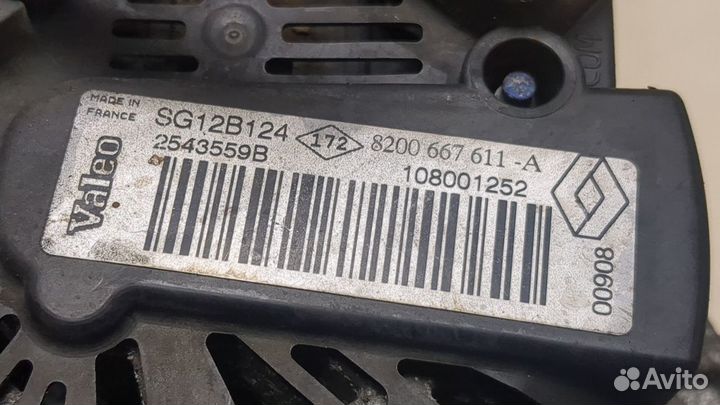 MADE IN
FRANCE
Valeo
SG12B124
2543559B
172
8200 667 611 -A
108001252
00908
Avito